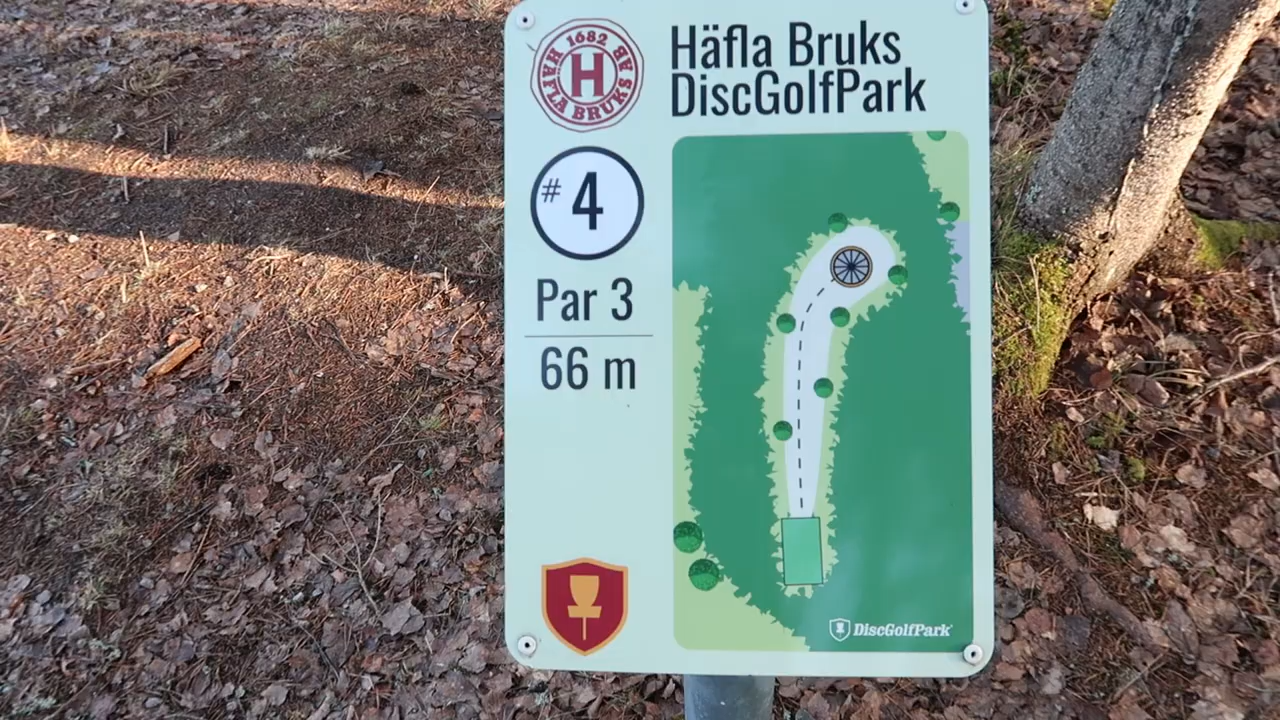 1682
H
HÄFLA BRUKS AB
Häfla Bruks
DiscGolfPark
#4
Par 3
66 m
DiscGolfPark